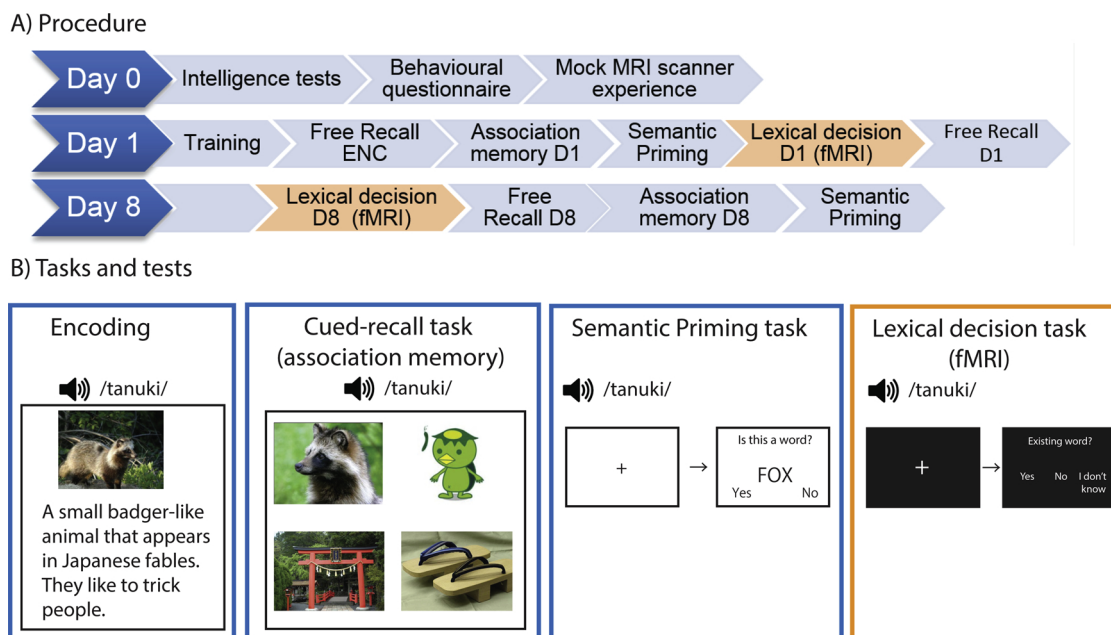 A) Procedure
Day 0
Intelligence tests
Behavioural
questionnaire
Mock MRI scanner
experience
Day 1
Training
Free Recall
ENC
Association
memory D1
Semantic
Priming
Lexical decision
D1 (fMRI)
Free Recall
D1
Day 8
Lexical decision
D8 (fMRI)
Free
Recall D8
Association
memory D8
Semantic
Priming
B) Tasks and tests
Encoding
/tanuki/
A small badger-like
animal that appears
in Japanese fables.
They like to trick
people.
Cued-recall task
(association memory)
/tanuki/
Semantic Priming task
/tanuki/
+
Is this a word?
FOX
Yes No
Lexical decision task
(fMRI)
/tanuki/
+
Existing word?
Yes No I don't
know